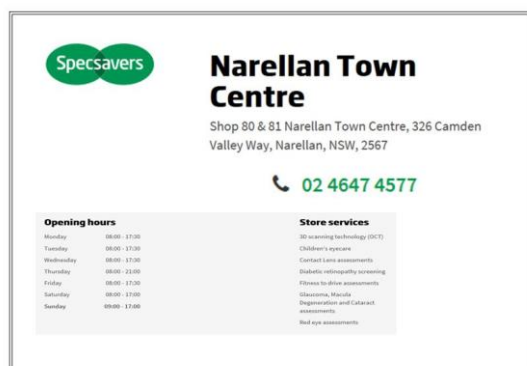 Specsavers
Narellan Town
Centre
Shop 80 & 81 Narellan Town Centre, 326 Camden
Valley Way, Narellan, NSW, 2567
02 4647 4577
Opening hours
Monday 08:00 - 17:30
Tuesday 08:00 - 17:30
Wednesday 08:00 - 17:30
Thursday 08:00 - 21:00
Friday 08:00 - 17:30
Saturday 08:00 - 17:00
Sunday 09:00 - 17:00
Store services
3D scanning technology (OCT)
Children's eyecare
Contact Lens assessments
Diabetic retinopathy screening
Fitness to drive assessments
Glaucoma, Macula
Degeneration and Cataract
assessments
Red eye assessments